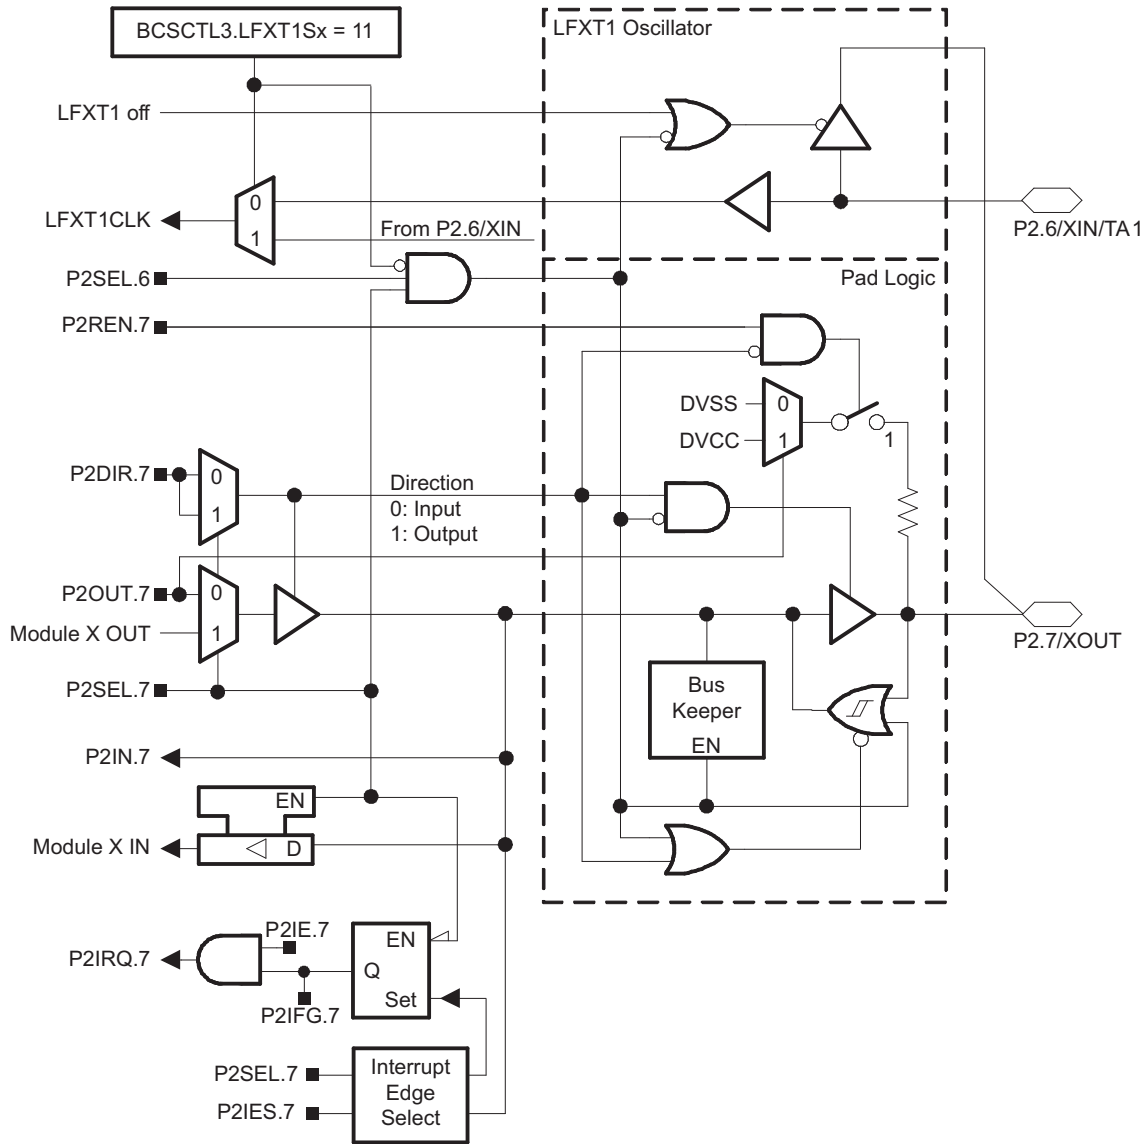 BCSCTL3.LFXT1Sx = 11
LFXT1 Oscillator
LFXT1 off
0
LFXT1CLK
1
From P2.6/XIN
P2.6/XIN/TA1
P2SEL.6
Pad Logic
P2REN.7
DVSS
0
DVCC
1
1
P2DIR.7
0
1
Direction
0: Input
1: Output
P2OUT.7
0
Module X OUT
1
P2.7/XOUT
P2SEL.7
Bus
Keeper
EN
P2IN.7
EN
Module X IN
D
P2IE.7
EN
P2IRQ.7
Q
Set
P2IFG.7
P2SEL.7
P2IES.7
Interrupt
Edge
Select